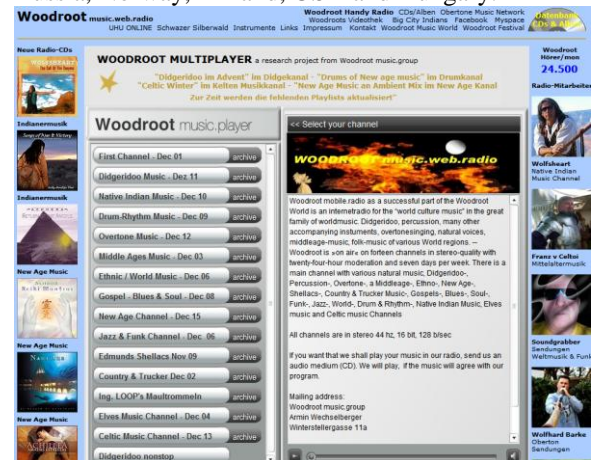 Russia, Norway, Finland, USA and Hungary.
Woodroot music.web.radio
Woodroot Handy Radio CDs/Alben Obertone Music Network
Woodroots Videothek Big City Indians Facebook Myspace
UHU ONLINE Schwazer Silberwald Instrumente Links Impressum Kontakt Woodroot Music World Woodroot Festival
Datenbank
CDs & Alben
Neue Radio-CDs
Indianermusik
Indianermusik
New Age Music
New Age Music
New Age Music
WOODROOT MULTIPLAYER a research project from Woodroot music.group
"Didgeridoo im Advent" im Didgekanal - "Drums of New age music" im Drumkanal
"Celtic Winter" im Kelten Musikkanal - "New Age Music an Ambient Mix im New Age Kanal
Zur Zeit werden die fehlenden Playlists aktualisiert"
Woodroot music.player
First Channel - Dec 01 archive
Didgeridoo Music - Dez 11 archive
Native Indian Music - Dec 10 archive
Drum-Rhythm Music - Dec 09 archive
Overtone Music - Dec 12 archive
Middle Ages Music - Dec 03 archive
Ethnic / World Music - Dec 06 archive
Gospel - Blues & Soul - Dec 08 archive
New Age Channel - Dec 15 archive
Jazz & Funk Channel - Dec 06 archive
Edmunds Shellacs Nov 09 archive
Country & Trucker Dec 02 archive
Ing. LOOP's Maultrommeln archive
Elves Music Channel - Dec 04 archive
Celtic Music Channel - Dec 13 archive
Didgeridoo nonstop
<< Select your channel
WOODROOT music.web.radio
Woodroot mobile.radio as a successful part of the Woodroot
World is an internetradio for the "world culture music" in the great
family of worldmusic. Didgeridoo, percussion, many other
accompanying instuments, overtonesinging, natural voices,
middleage-music, folk-music of various World regions. --
Woodroot is »on air« on forteen channels in stereo-quality with
twenty-four-hour moderation and seven days per week. There is a
main channel with various natural music, Didgeridoo-,
Percussion-, Overtone-, a Middleage-, Ethno-, New Age-,
Shellacs-, Country & Trucker Music-, Gospels-, Blues-, Soul-,
Funk-, Jazz-, World-, Drum & Rhythm-, Native Indian Music, Elves
music and Celtic music Channels
All channels are in stereo 44 hz, 16 bit, 128 b/sec
If you want that we shall play your music in our radio, send us an
audio medium (CD). We will play, if the music will agree with our
program.
Mailing address:
Woodroot music.group
Armin Wechselberger
Winterstellergasse 11a
Woodroot
Hörer/mon
24.500
Radio-Mitarbeiter
Wolfsheart
Native Indian
Music Channel
Franz v Celtoi
Mittelaltermusik
Soundgrabber
Sendungen
Weltmusik & Funk
Wolfhard Barke
Oberton
Sendungen